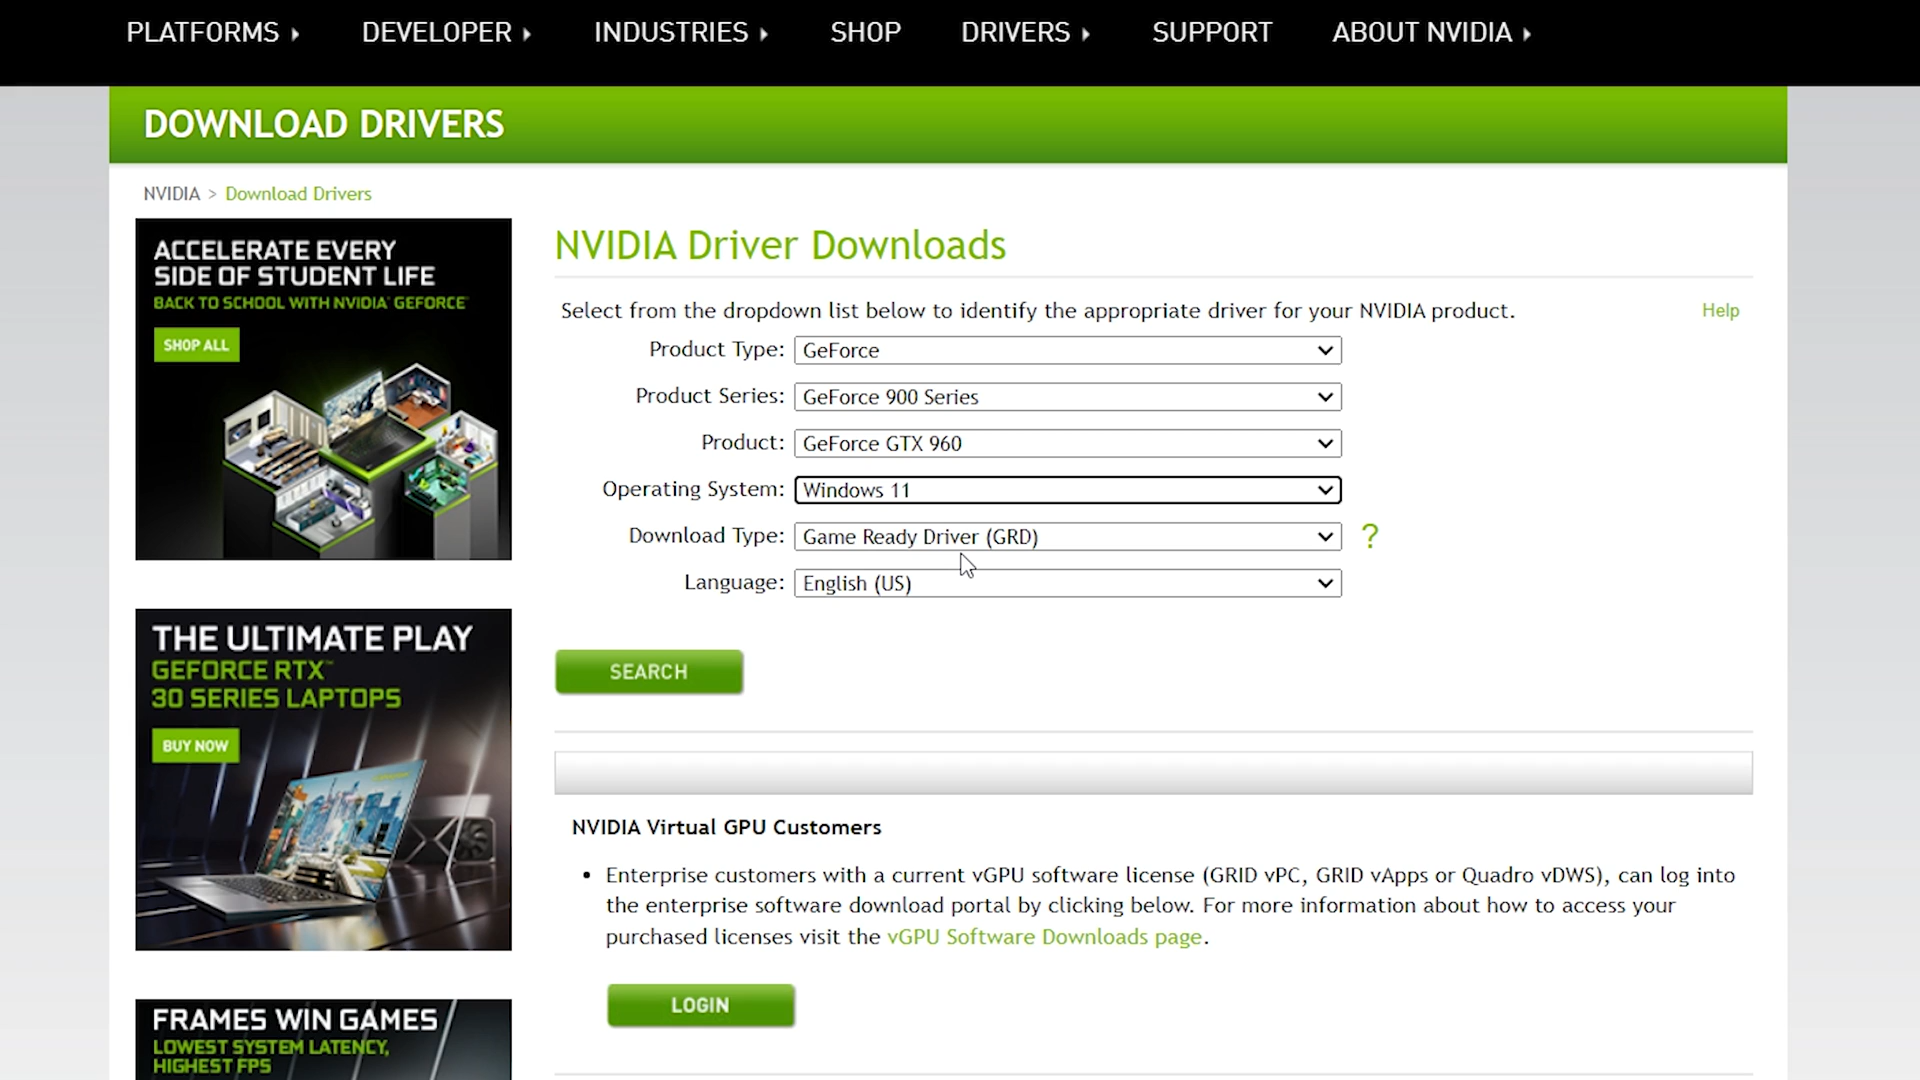 PLATFORMS
DEVELOPER
INDUSTRIES
SHOP
DRIVERS
SUPPORT
ABOUT NVIDIA
DOWNLOAD DRIVERS
NVIDIA > Download Drivers
ACCELERATE EVERY
SIDE OF STUDENT LIFE
BACK TO SCHOOL WITH NVIDIA® GEFORCE®
SHOP ALL
THE ULTIMATE PLAY
GEFORCE RTX™
30 SERIES LAPTOPS
BUY NOW
FRAMES WIN GAMES
LOWEST SYSTEM LATENCY,
HIGHEST FPS
NVIDIA Driver Downloads
Select from the dropdown list below to identify the appropriate driver for your NVIDIA product.
Help
Product Type: GeForce
Product Series: GeForce 900 Series
Product: GeForce GTX 960
Operating System: Windows 11
Download Type: Game Ready Driver (GRD) ?
Language: English (US)
SEARCH
NVIDIA Virtual GPU Customers
• Enterprise customers with a current vGPU software license (GRID vPC, GRID vApps or Quadro vDWS), can log into
the enterprise software download portal by clicking below. For more information about how to access your
purchased licenses visit the vGPU Software Downloads page.
LOGIN